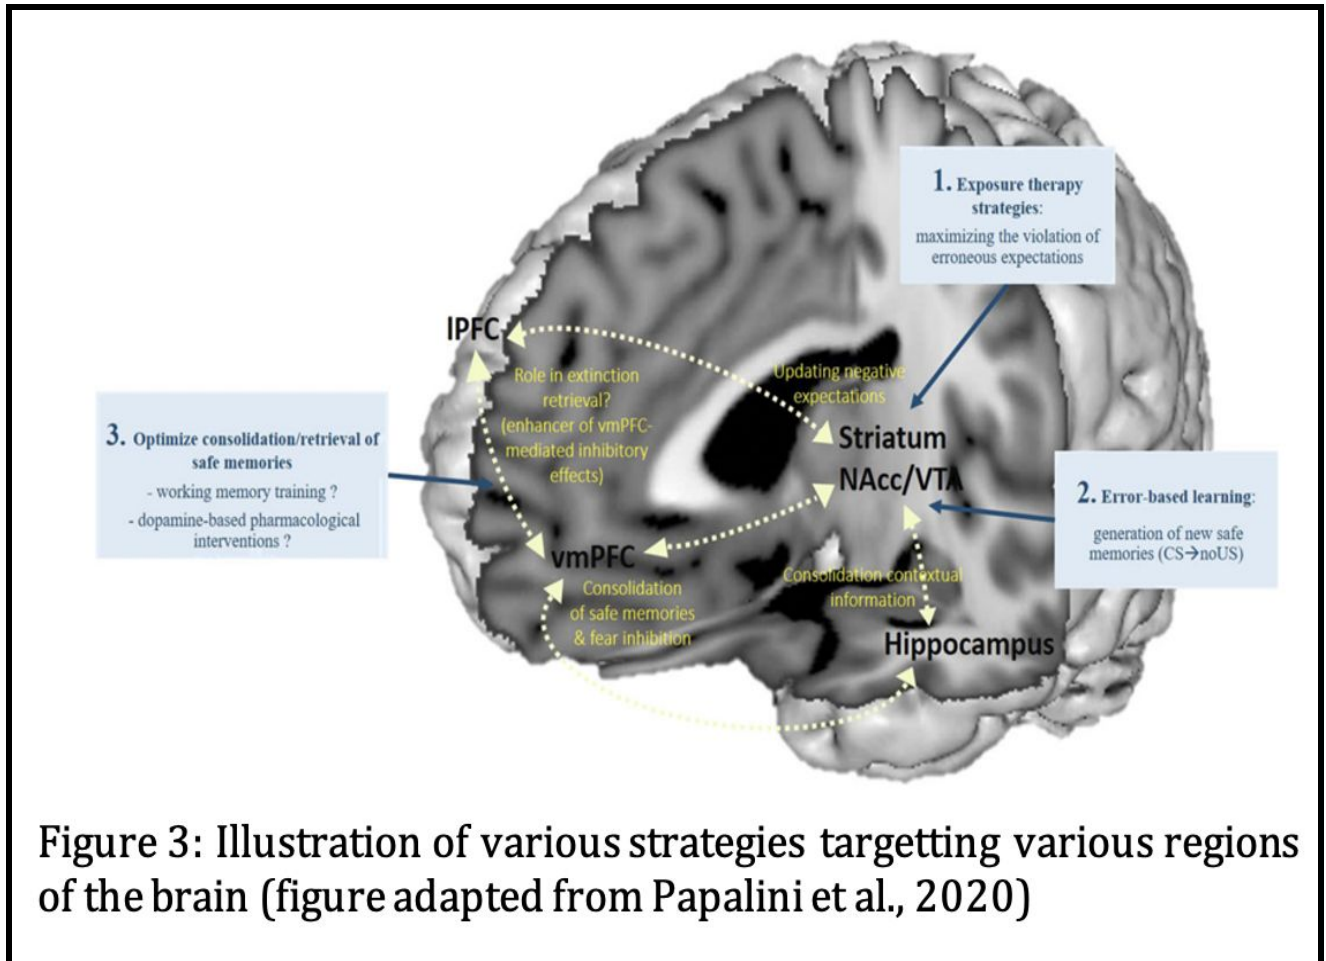 1. Exposure therapy
strategies:
maximizing the violation of
erroneous expectations
lPFC
Role in extinction
retrieval?
(enhancer of vmPFC-
mediated inhibitory
effects)
Updating negative
expectations
3. Optimize consolidation/retrieval of
safe memories
- working memory training ?
- dopamine-based pharmacological
interventions ?
Striatum
NAcc/VTA
2. Error-based learning:
generation of new safe
memories (CS→noUS)
vmPFC
Consolidation
of safe memories
& fear inhibition
Consolidation contextual
information
Hippocampus
Figure 3: Illustration of various strategies targetting various regions
of the brain (figure adapted from Papalini et al., 2020)